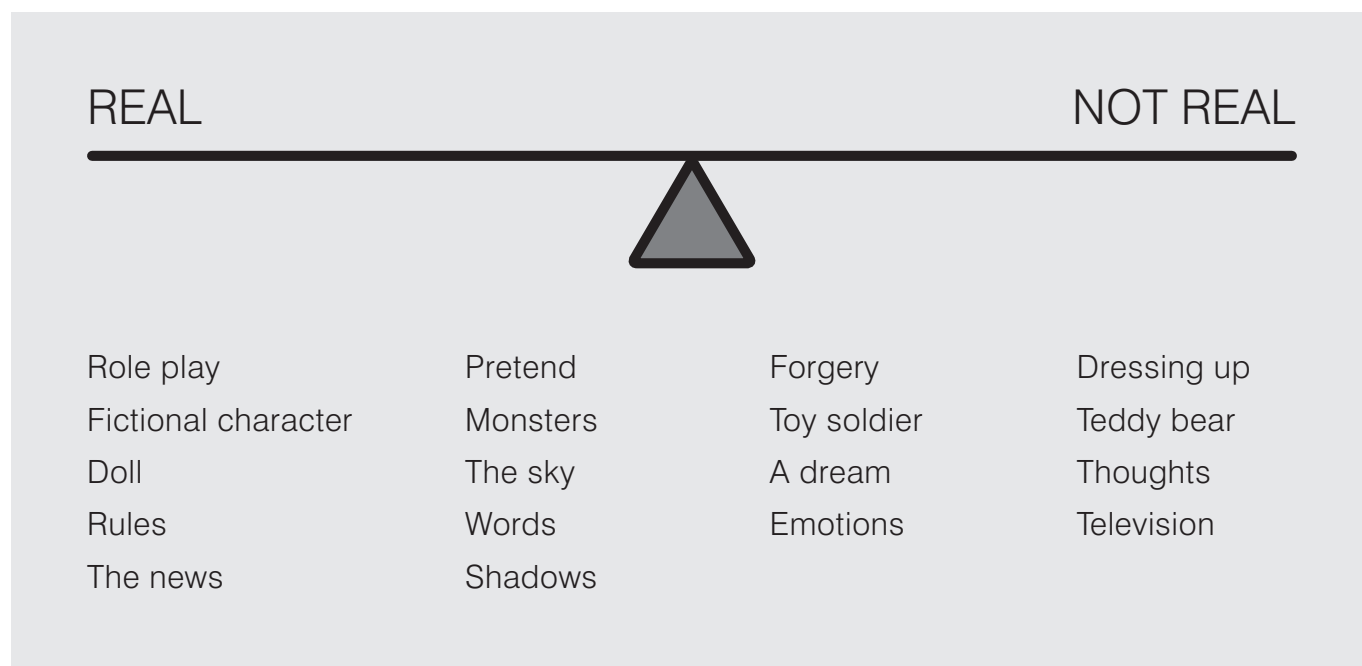 REAL
NOT REAL
Role play
Fictional character
Doll
Rules
The news
Pretend
Monsters
The sky
Words
Shadows
Forgery
Toy soldier
A dream
Emotions
Dressing up
Teddy bear
Thoughts
Television